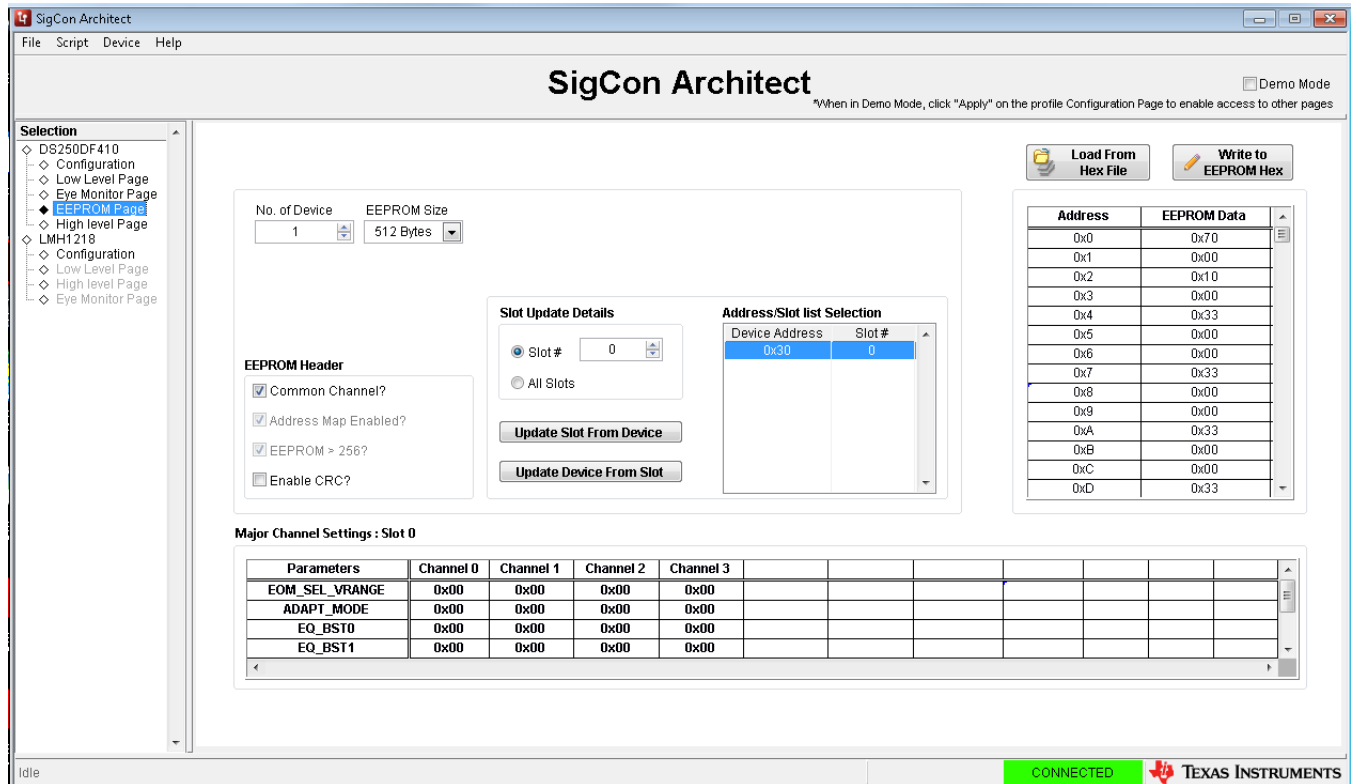 SigCon Architect
File Script Device Help
SigCon Architect
Demo Mode
"When in Demo Mode, click "Apply" on the profile Configuration Page to enable access to other pages
Selection
DS250DF410
Configuration
Low Level Page
Eye Monitor Page
EEPROM Page
High level Page
LMH1218
Configuration
Low Level Page
High level Page
Eye Monitor Page
Load From
Hex File
Write to
EEPROM Hex
No. of Device EEPROM Size
1 512 Bytes
EEPROM Header
Common Channel?
Address Map Enabled?
EEPROM > 256?
Enable CRC?
Slot Update Details
Slot # 0
All Slots
Update Slot From Device
Update Device From Slot
Address/Slot list Selection
Device Address Slot #
0x30 0
Address EEPROM Data
0x0 0x70
0x1 0x00
0x2 0x10
0x3 0x00
0x4 0x33
0x5 0x00
0x6 0x00
0x7 0x33
0x8 0x00
0x9 0x00
0xA 0x33
0xB 0x00
0xC 0x00
0xD 0x33
Major Channel Settings : Slot 0
Parameters Channel 0 Channel 1 Channel 2 Channel 3
EOM_SEL_VRANGE 0x00 0x00 0x00 0x00
ADAPT_MODE 0x00 0x00 0x00 0x00
EQ_BST0 0x00 0x00 0x00 0x00
EQ_BST1 0x00 0x00 0x00 0x00
Idle
CONNECTED
TEXAS INSTRUMENTS